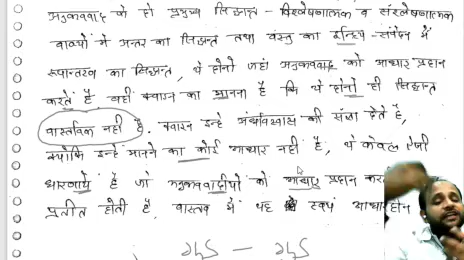 अनुभववाद के दो प्रमुख सिद्धान्त - विश्लेषणात्मक व संश्लेषणात्मक
वाक्यों में अन्तर का सिद्धान्त तथा वस्तु का इन्द्रिय-संवेदन में
रूपान्तरण का सिद्धान्त, ये दोनों जहां अनुभववाद को आधार प्रदान
करते हैं वहीं क्वाइन का मानना है कि ये दोनों ही सिद्धान्त
वास्तविक नहीं है. क्वाइन इन्हें अंधविश्वास की संज्ञा देते हैं,
क्योंकि इन्हें मानने का कोई आधार नहीं है, ये केवल ऐसी
धारणायें हैं जो अनुभववादीयों को आधार प्रदान
प्रतीत होती है, वास्तव में यह स्वयं आधारहीन